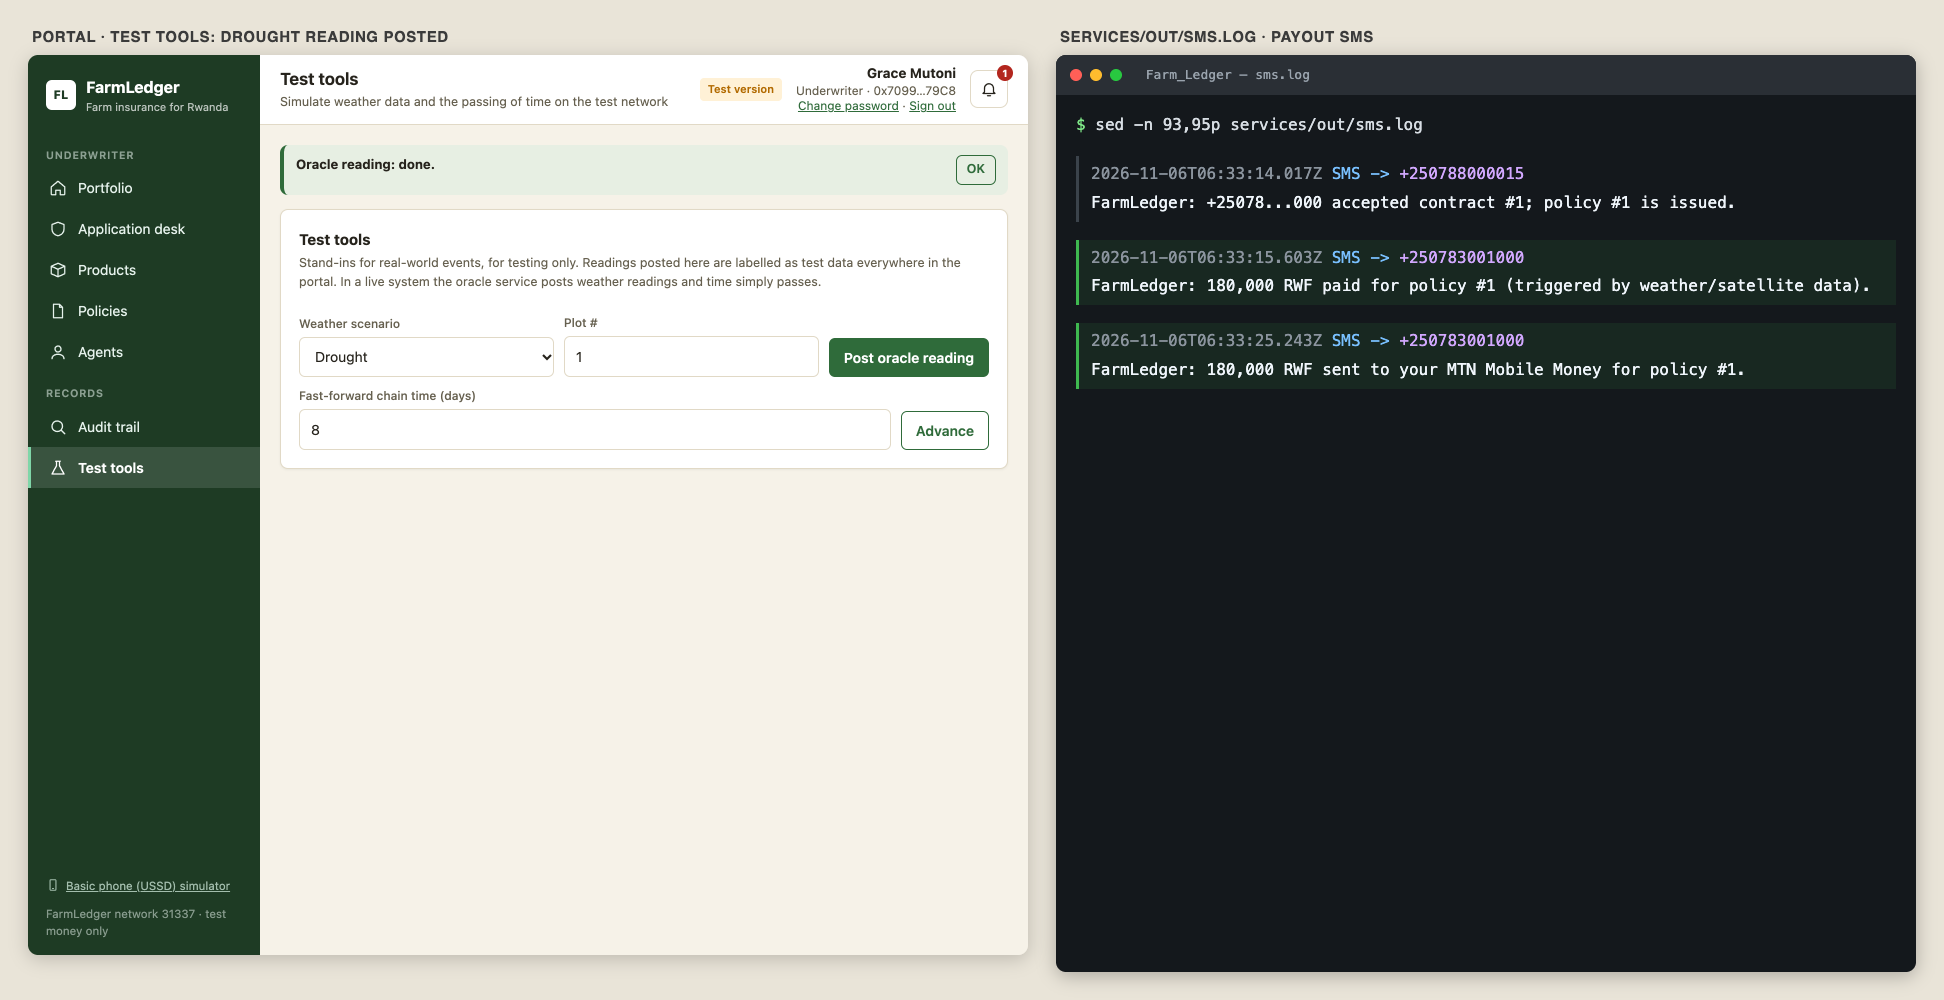 PORTAL · TEST TOOLS: DROUGHT READING POSTED
FL
FarmLedger
Farm insurance for Rwanda
UNDERWRITER
Portfolio
Application desk
Products
Policies
Agents
RECORDS
Audit trail
Test tools
Basic phone (USSD) simulator
FarmLedger network 31337 · test
money only
Test tools
Simulate weather data and the passing of time on the test network
Test version
Grace Mutoni
Underwriter · 0x7099...79C8
Change password · Sign out
1
Oracle reading: done.
OK
Test tools
Stand-ins for real-world events, for testing only. Readings posted here are labelled as test data everywhere in the
portal. In a live system the oracle service posts weather readings and time simply passes.
Weather scenario
Plot #
Drought
1
Post oracle reading
Fast-forward chain time (days)
8
Advance
SERVICES/OUT/SMS.LOG · PAYOUT SMS
Farm_Ledger — sms.log
$ sed -n 93,95p services/out/sms.log
2026-11-06T06:33:14.017Z SMS -> +250788000015
FarmLedger: +25078...000 accepted contract #1; policy #1 is issued.
2026-11-06T06:33:15.603Z SMS -> +250783001000
FarmLedger: 180,000 RWF paid for policy #1 (triggered by weather/satellite data).
2026-11-06T06:33:25.243Z SMS -> +250783001000
FarmLedger: 180,000 RWF sent to your MTN Mobile Money for policy #1.